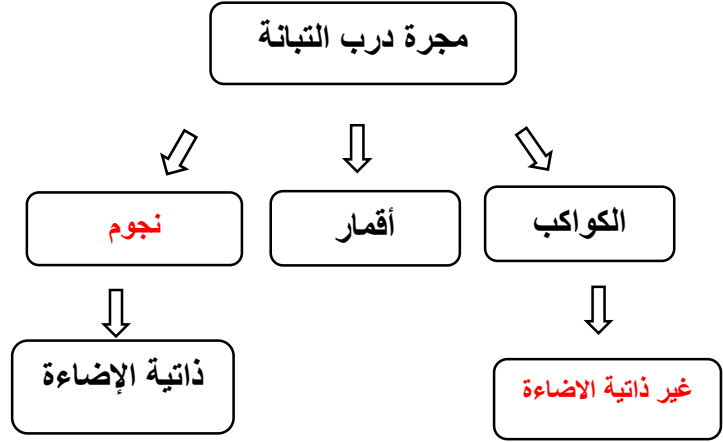 مجرة درب التبانة
الكواكب
أقمار
نجوم
غير ذاتية الاضاءة
ذاتية الإضاءة